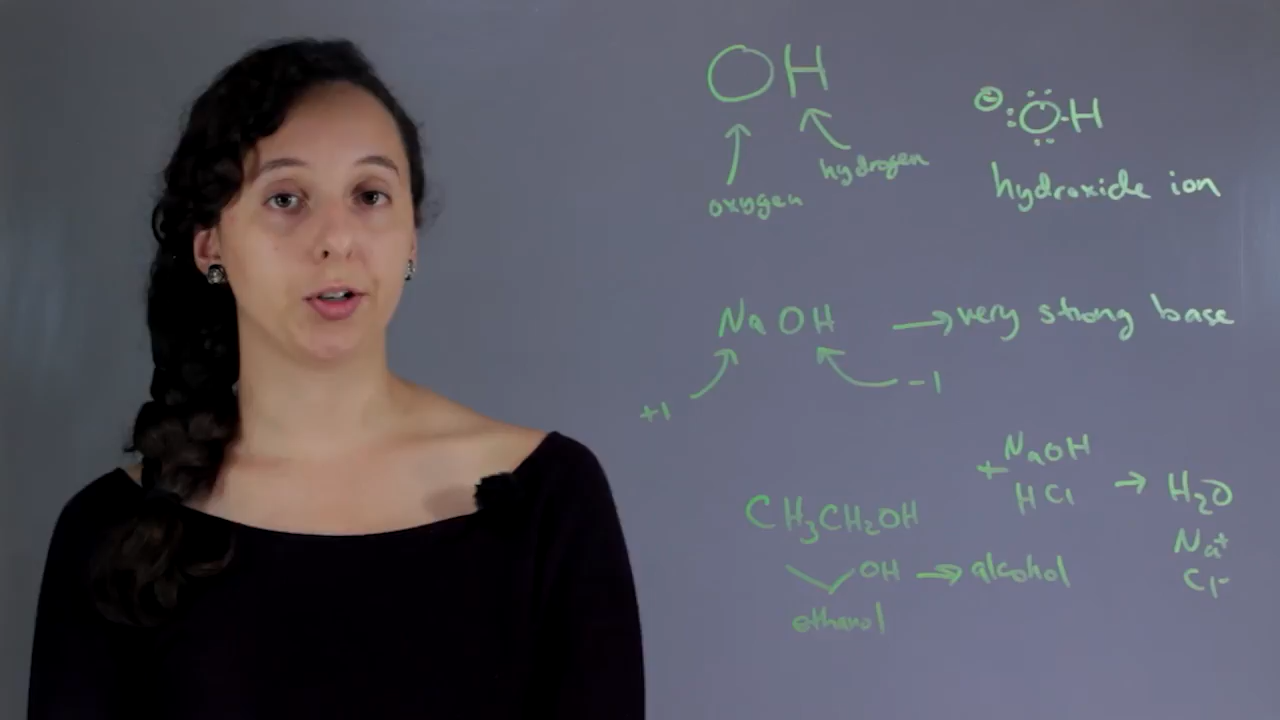 OH
oxygen
hydrogen
⊖:Ö-H
hydroxide ion
NaOH → very strong base
+1
-1
+ NaOH
HCl → H₂O
Na⁺
Cl⁻
CH₃CH₂OH
OH → alcohol
ethanol